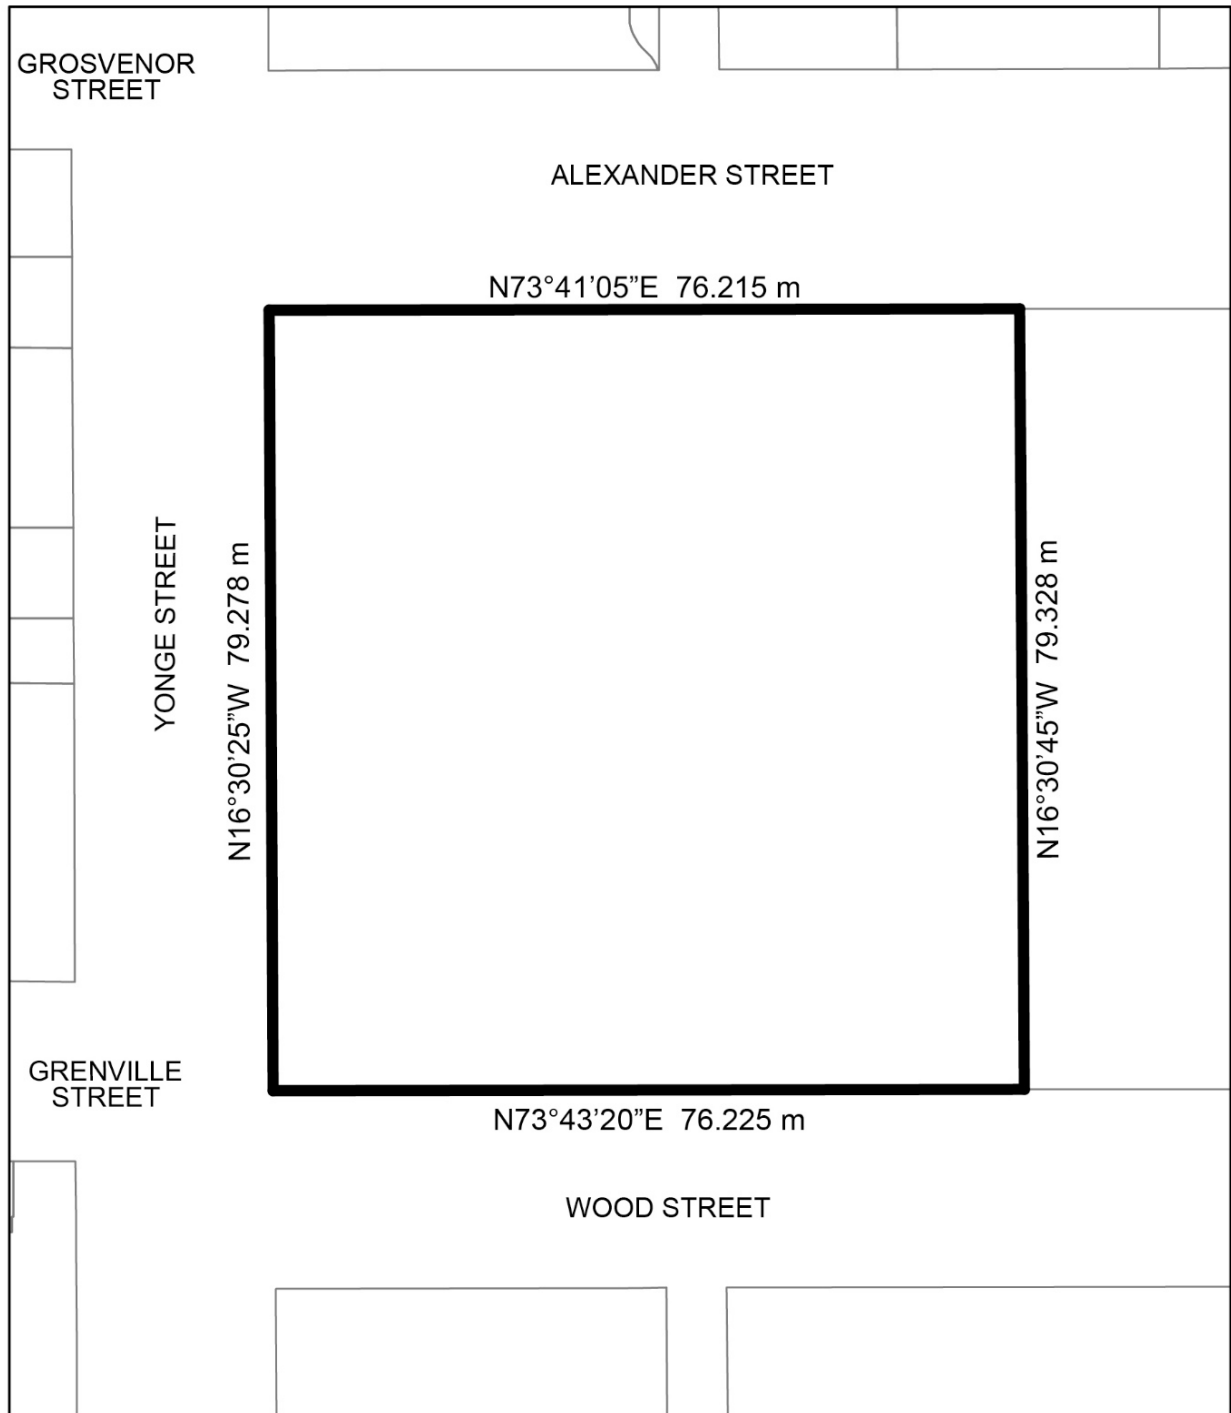 GROSVENOR
STREET
ALEXANDER STREET
N73°41’05”E 76.215 m
YONGE STREET
N16°30’25”W 79.278 m
N16°30’45”W 79.328 m
GRENVILLE
STREET
N73°43’20”E 76.225 m
WOOD STREET